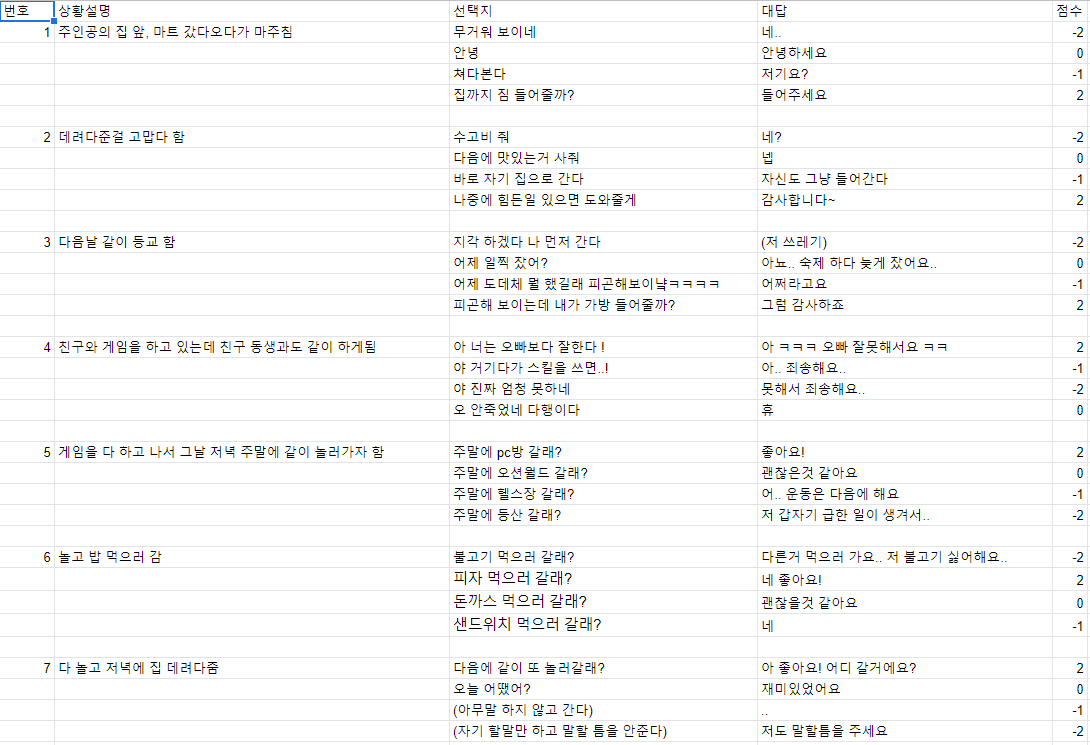 번호 상황설명 선택지 대답 점수
1 주인공의 집 앞, 마트 갔다오다가 마주침 무거워 보이네 네.. -2
안녕 안녕하세요 0
쳐다본다 저기요? -1
집까지 짐 들어줄까? 들어주세요 2
2 데려다준걸 고맙다 함 수고비 줘 네? -2
다음에 맛있는거 사줘 넵 0
바로 자기 집으로 간다 자신도 그냥 들어간다 -1
나중에 힘든일 있으면 도와줄게 감사합니다~ 2
3 다음날 같이 등교 함 지각 하겠다 나 먼저 간다 (저 쓰레기) -2
어제 일찍 잤어? 아뇨.. 숙제 하다 늦게 잤어요.. 0
어제 도데체 뭘 했길래 피곤해보이냨ㅋㅋㅋㅋ 어쩌라고요 -1
피곤해 보이는데 내가 가방 들어줄까? 그럼 감사하죠 2
4 친구와 게임을 하고 있는데 친구 동생과도 같이 하게됨 아 너는 오빠보다 잘한다 ! 아 ㅋㅋㅋ 오빠 잘못해서요 ㅋㅋ 2
야 거기다가 스킬을 쓰면..! 아.. 죄송해요.. -1
야 진짜 엄청 못하네 못해서 죄송해요.. -2
오 안죽었네 다행이다 휴 0
5 게임을 다 하고 나서 그날 저녁 주말에 같이 놀러가자 함 주말에 pc방 갈래? 좋아요! 2
주말에 오션월드 갈래? 괜찮은것 같아요 0
주말에 헬스장 갈래? 어.. 운동은 다음에 해요 -1
주말에 등산 갈래? 저 갑자기 급한 일이 생겨서.. -2
6 놀고 밥 먹으러 감 불고기 먹으러 갈래? 다른거 먹으러 가요.. 저 불고기 싫어해요.. -2
피자 먹으러 갈래? 네 좋아요! 2
돈까스 먹으러 갈래? 괜찮을것 같아요 0
샌드위치 먹으러 갈래? 네 -1
7 다 놀고 저녁에 집 데려다줌 다음에 같이 또 놀러갈래? 아 좋아요! 어디 갈거에요? 2
오늘 어땠어? 재미있었어요 0
(아무말 하지 않고 간다) .. -1
(자기 할말만 하고 말할 틈을 안준다) 저도 말할틈을 주세요 -2